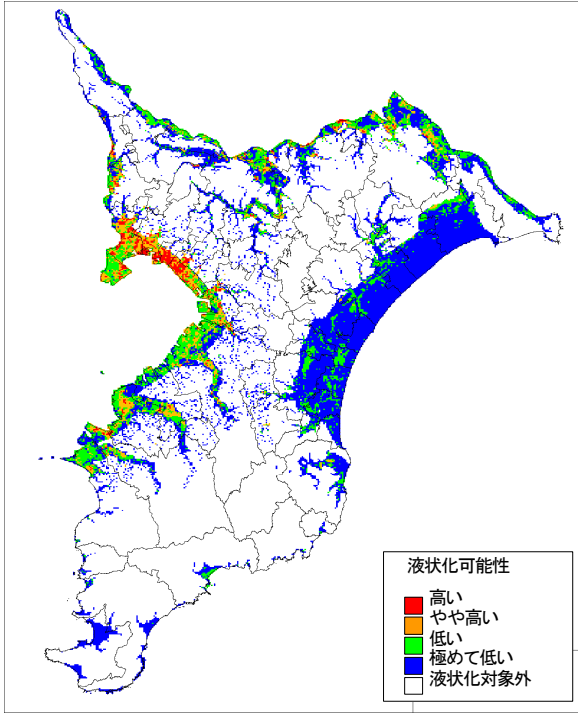 液状化可能性
高い
やや高い
低い
極めて低い
液状化対象外